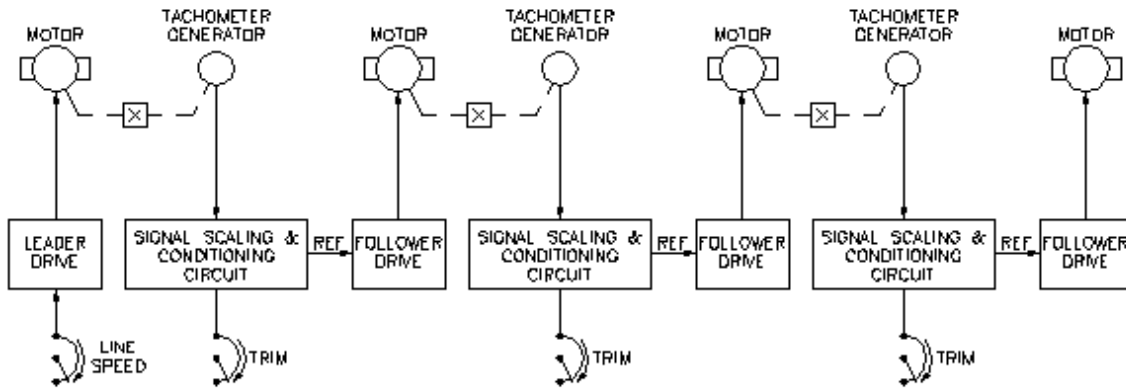 MOTOR
TACHOMETER
GENERATOR
MOTOR
TACHOMETER
GENERATOR
MOTOR
TACHOMETER
GENERATOR
MOTOR
LEADER
DRIVE
SIGNAL SCALING &
CONDITIONING
CIRCUIT
REF
FOLLOWER
DRIVE
SIGNAL SCALING &
CONDITIONING
CIRCUIT
REF
FOLLOWER
DRIVE
SIGNAL SCALING &
CONDITIONING
CIRCUIT
REF
FOLLOWER
DRIVE
LINE
SPEED
TRIM
TRIM
TRIM